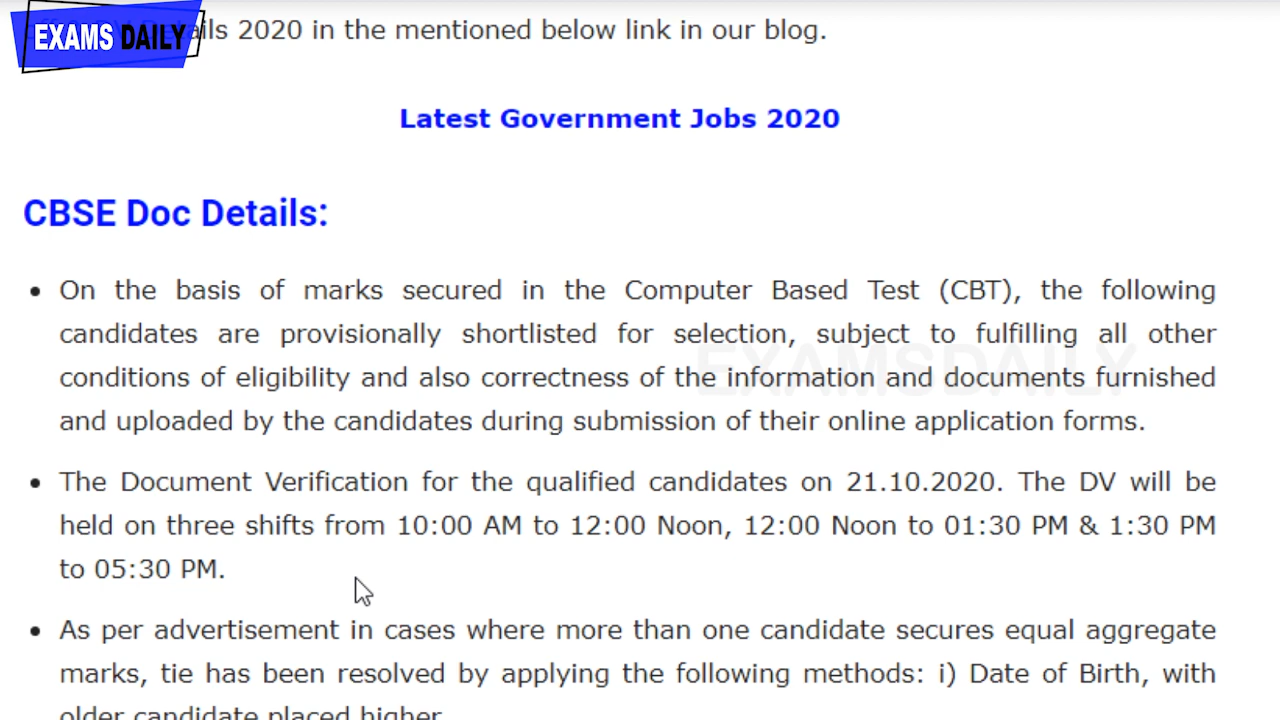 EXAMS DAILY
ils 2020 in the mentioned below link in our blog.
Latest Government Jobs 2020
CBSE Doc Details:
• On the basis of marks secured in the Computer Based Test (CBT), the following
candidates are provisionally shortlisted for selection, subject to fulfilling all other
conditions of eligibility and also correctness of the information and documents furnished
and uploaded by the candidates during submission of their online application forms.
EXAMSDAILY
• The Document Verification for the qualified candidates on 21.10.2020. The DV will be
held on three shifts from 10:00 AM to 12:00 Noon, 12:00 Noon to 01:30 PM & 1:30 PM
to 05:30 PM.
• As per advertisement in cases where more than one candidate secures equal aggregate
marks, tie has been resolved by applying the following methods: i) Date of Birth, with
older candidate placed higher